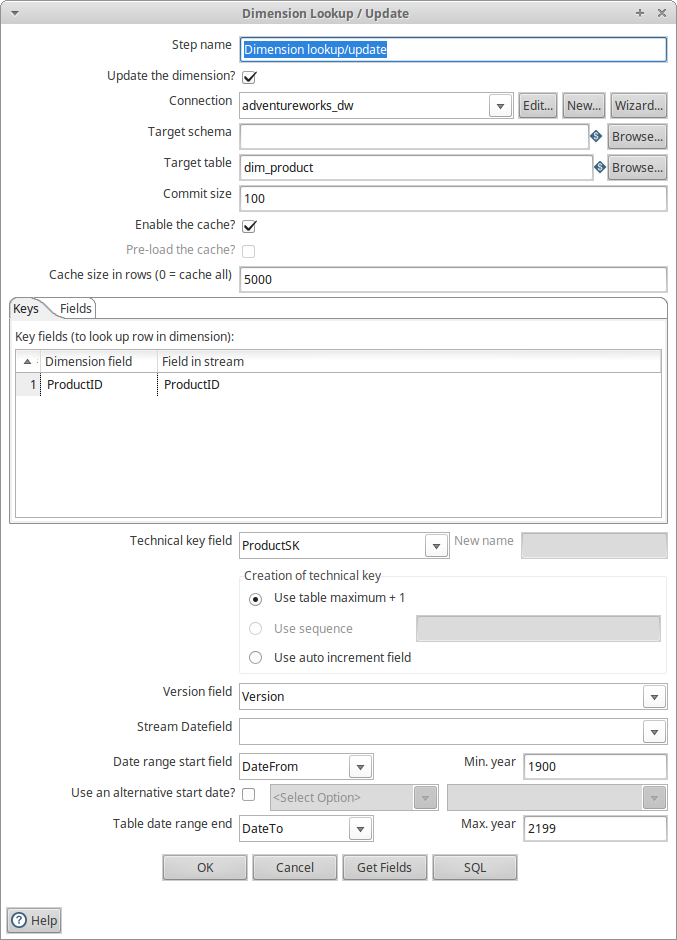 Dimension Lookup / Update
Step name Dimension lookup/update
Update the dimension?
Connection adventureworks_dw Edit... New... Wizard...
Target schema Browse...
Target table dim_product Browse...
Commit size 100
Enable the cache?
Pre-load the cache?
Cache size in rows (0 = cache all) 5000
Keys Fields
Key fields (to look up row in dimension):
Dimension field Field in stream
1 ProductID ProductID
Technical key field ProductSK New name
Creation of technical key
Use table maximum + 1
Use sequence
Use auto increment field
Version field Version
Stream Datefield
Date range start field DateFrom Min. year 1900
Use an alternative start date? <Select Option>
Table date range end DateTo Max. year 2199
OK Cancel Get Fields SQL
Help